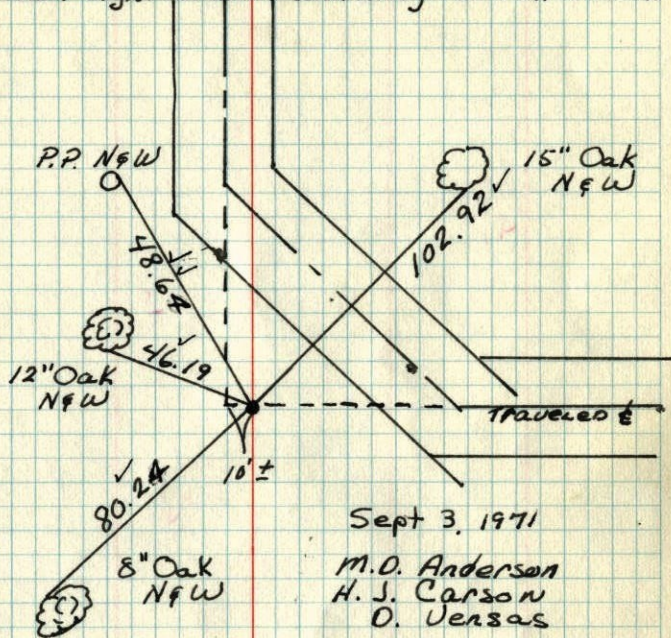 P.P. N&W
15" Oak
N&W
102.92 ✓
48.64 ✓✓
46.19 ✓
12" Oak
N&W
Traveled ℄
10' ±
80.24 ✓
8" Oak
N&W
Sept 3, 1971
M.D. Anderson
H. J. Carson
D. Versas